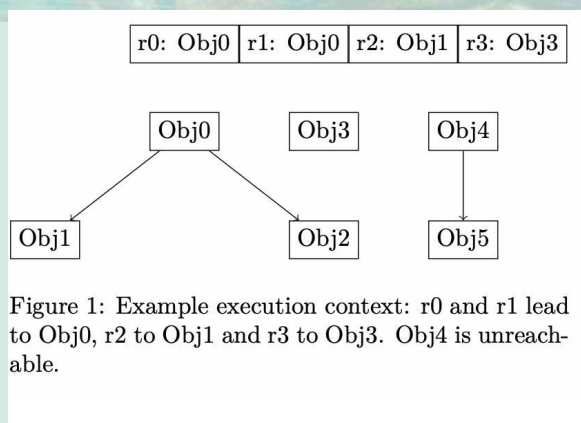 r0: Obj0 r1: Obj0 r2: Obj1 r3: Obj3
Obj0 Obj3 Obj4
Obj1 Obj2 Obj5
Figure 1: Example execution context: r0 and r1 lead
to Obj0, r2 to Obj1 and r3 to Obj3. Obj4 is unreach-
able.